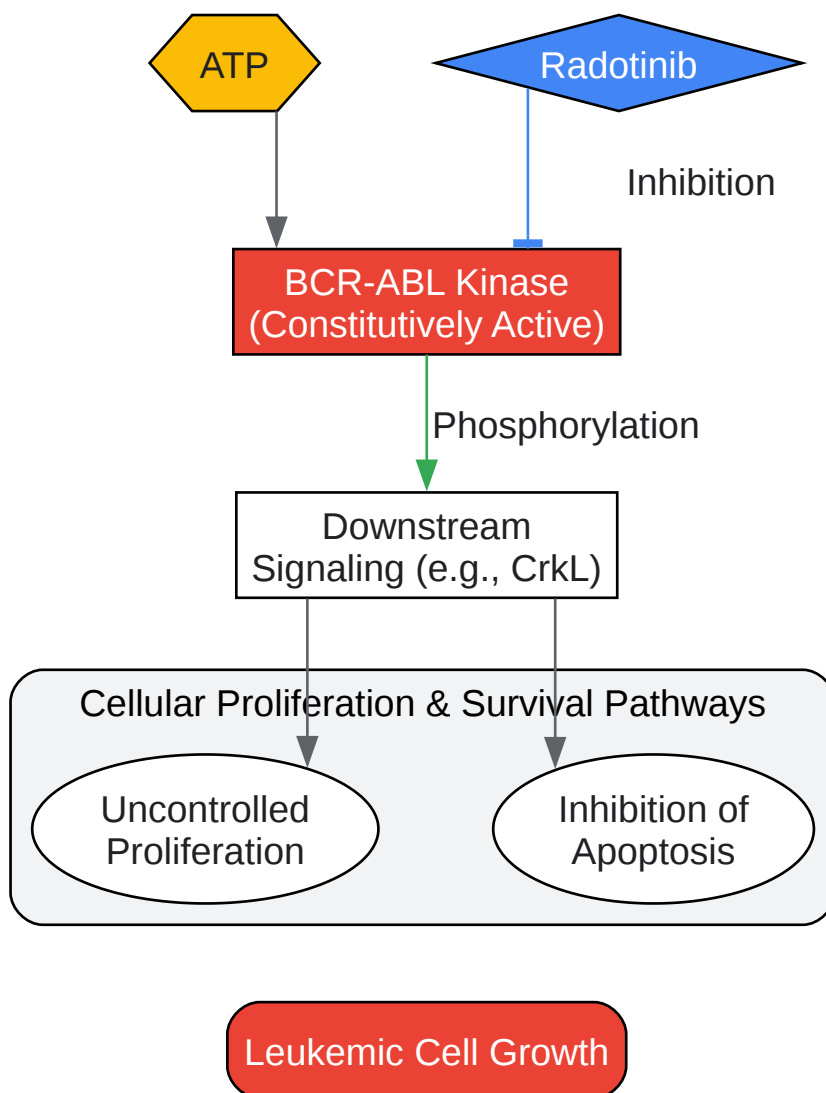 ATP
Radotinib
Inhibition
BCR-ABL Kinase
(Constitutively Active)
Phosphorylation
Downstream
Signaling (e.g., CrkL)
Cellular Proliferation & Survival Pathways
Uncontrolled
Proliferation
Inhibition of
Apoptosis
Leukemic Cell Growth